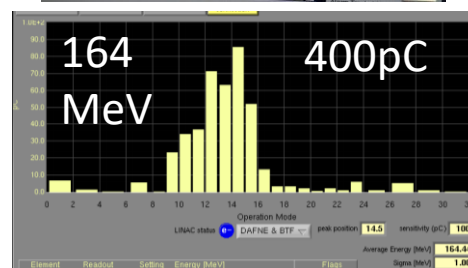 1.0E+2
164
MeV
400pC
90.0
80.0
70.0
60.0
50.0
40.0
30.0
20.0
10.0
0.0
0 2 4 6 8 10 12 14 16 18 20 22 24 26 28 30
Operation Mode
LINAC status e- DAFNE & BTF peak position 14.5 sensitivity (pC) 100
Average Energy [MeV] 164.4
Sigma [MeV] 1.0
Element Readout Setting Energy [MeV] Flags